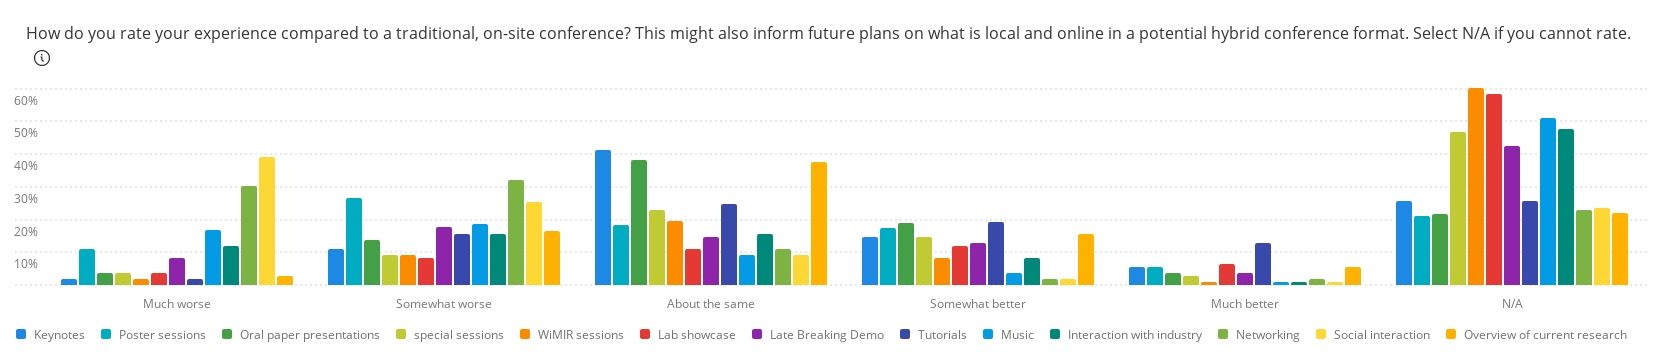 How do you rate your experience compared to a traditional, on-site conference? This might also inform future plans on what is local and online in a potential hybrid conference format. Select N/A if you cannot rate.
60%
50%
40%
30%
20%
10%
Much worse Somewhat worse About the same Somewhat better Much better N/A
Keynotes Poster sessions Oral paper presentations special sessions WiMIR sessions Lab showcase Late Breaking Demo Tutorials Music Interaction with industry Networking Social interaction Overview of current research